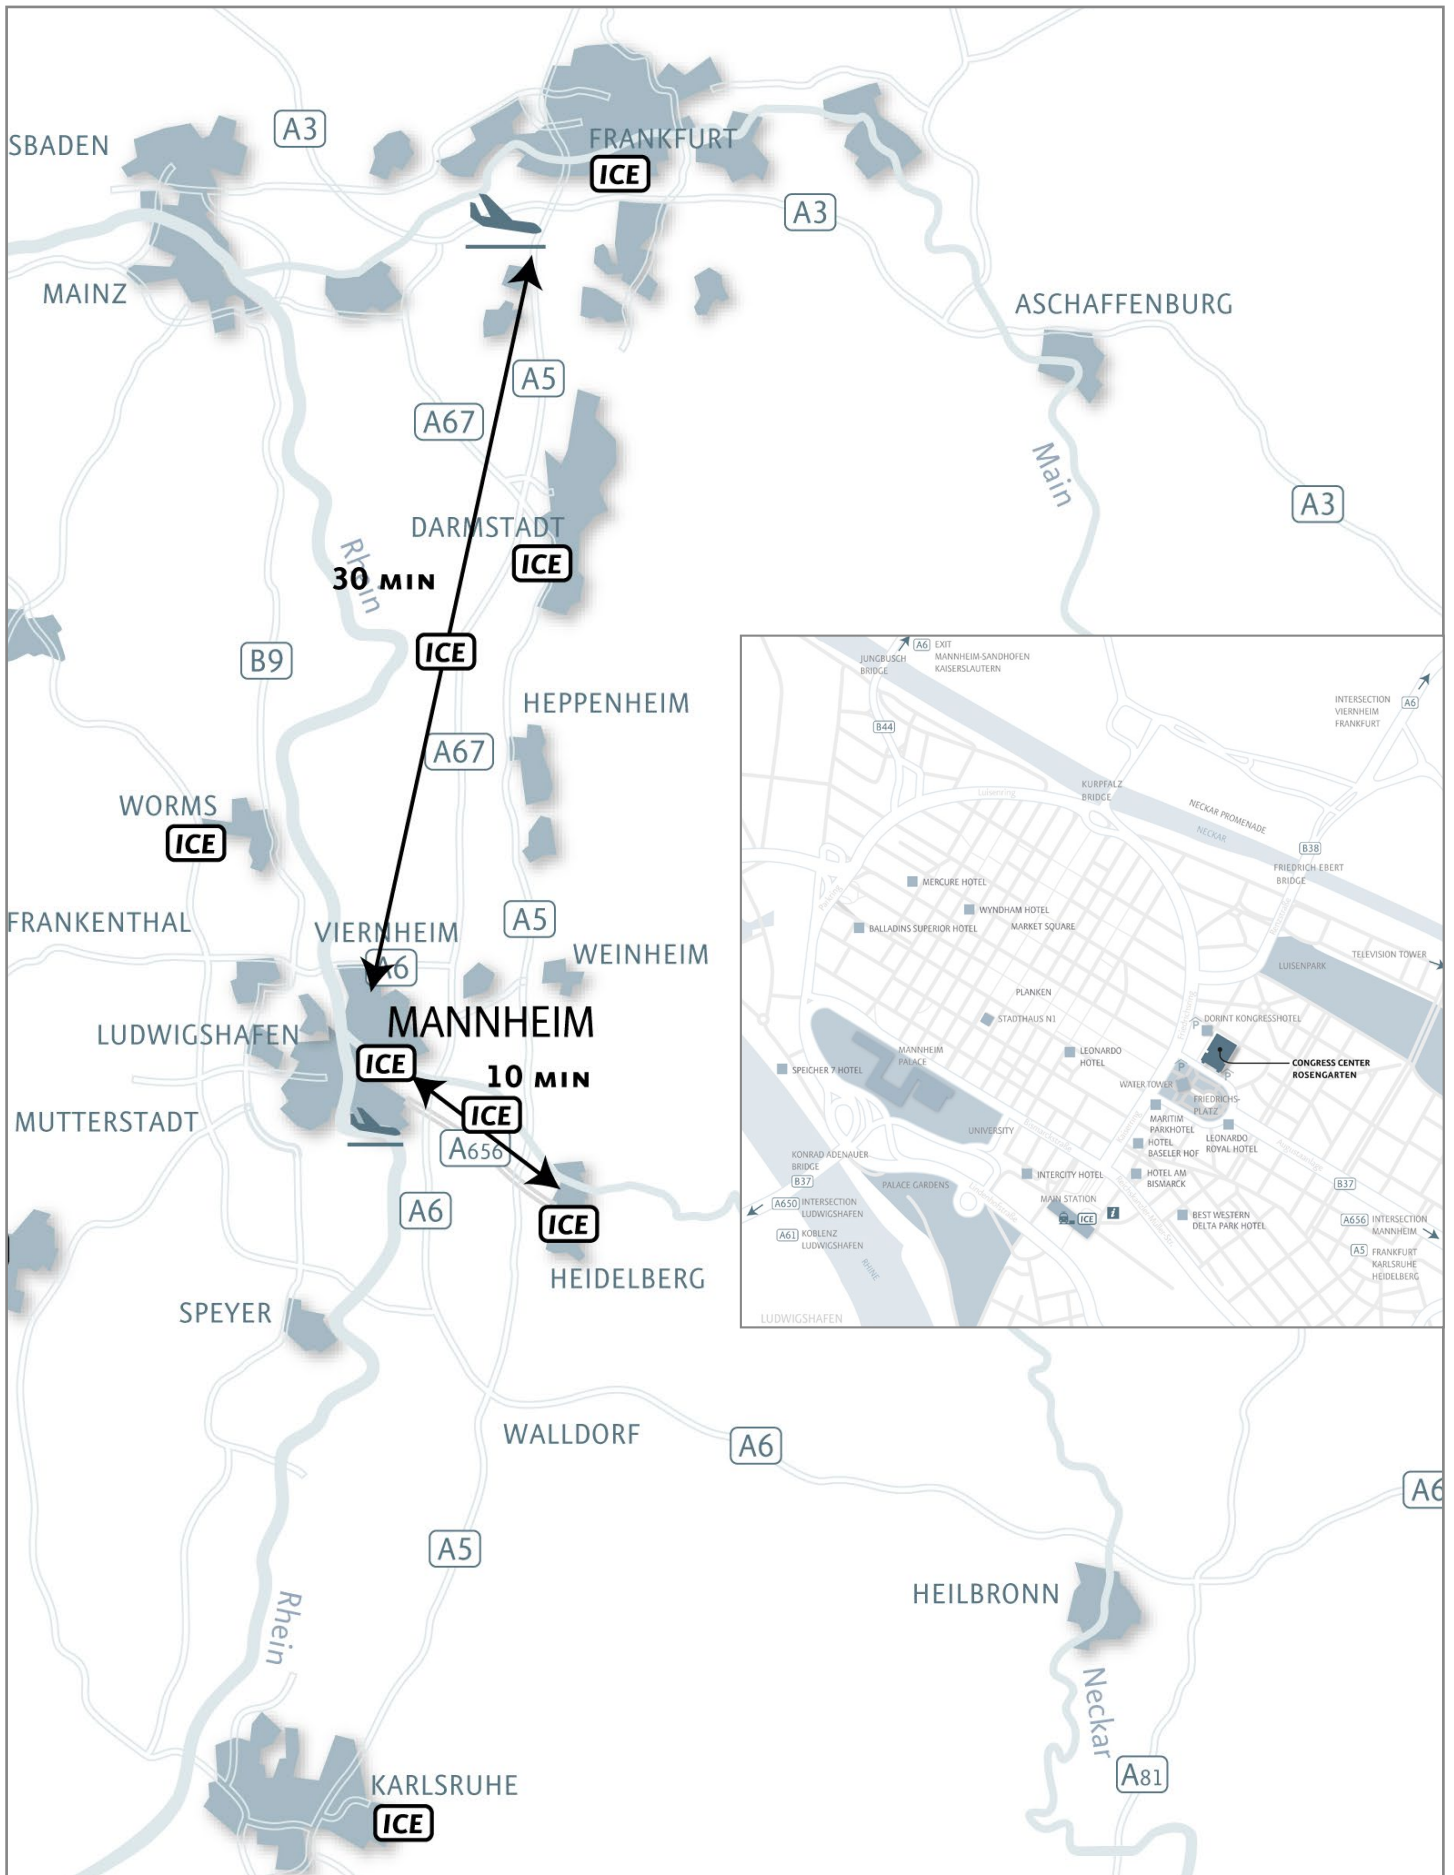 A3
SBADEN
FRANKFURT
ICE
A3
MAINZ
ASCHAFFENBURG
A5
A67
Main
A3
DARMSTADT
ICE
Rhein
30 MIN
ICE
B9
HEPPENHEIM
A67
WORMS
ICE
FRANKENTHAL
VIERNHEIM
A5
A6
WEINHEIM
MANNHEIM
LUDWIGSHAFEN
ICE
10 MIN
ICE
MUTTERSTADT
A656
A6
ICE
HEIDELBERG
SPEYER
WALLDORF
A6
A6
A5
HEILBRONN
Rhein
Neckar
A81
KARLSRUHE
ICE
JUNGBUSCH
BRIDGE
A6 EXIT
MANNHEIM-SANDHOFEN
KAISERSLAUTERN
INTERSECTION
VIERNHEIM
FRANKFURT
A6
B44
Luisenring
KURPFALZ
BRIDGE
NECKAR PROMENADE
NECKAR
B38
FRIEDRICH EBERT
BRIDGE
MERCURE HOTEL
WYNDHAM HOTEL
BALLADINS SUPERIOR HOTEL
MARKET SQUARE
TELEVISION TOWER
LUISENPARK
PLANKEN
STADTHAUS N1
Friedrichsring
P
DORINT KONGRESSHOTEL
MANNHEIM
PALACE
LEONARDO
HOTEL
CONGRESS CENTER
ROSENGARTEN
SPEICHER 7 HOTEL
P
P
WATER TOWER
FRIEDRICHS-
PLATZ
MARITIM
PARKHOTEL
UNIVERSITY
Bismarckstraße
Kaiserring
HOTEL
BASELER HOF
LEONARDO
ROYAL HOTEL
Augustaanlage
KONRAD ADENAUER
BRIDGE
B37
INTERCITY HOTEL
HOTEL AM
BISMARCK
B37
PALACE GARDENS
MAIN STATION
ICE
i
A650 INTERSECTION
LUDWIGSHAFEN
BEST WESTERN
DELTA PARK HOTEL
A656 INTERSECTION
MANNHEIM
A61 KOBLENZ
LUDWIGSHAFEN
A5 FRANKFURT
KARLSRUHE
HEIDELBERG
RHINE
LUDWIGSHAFEN